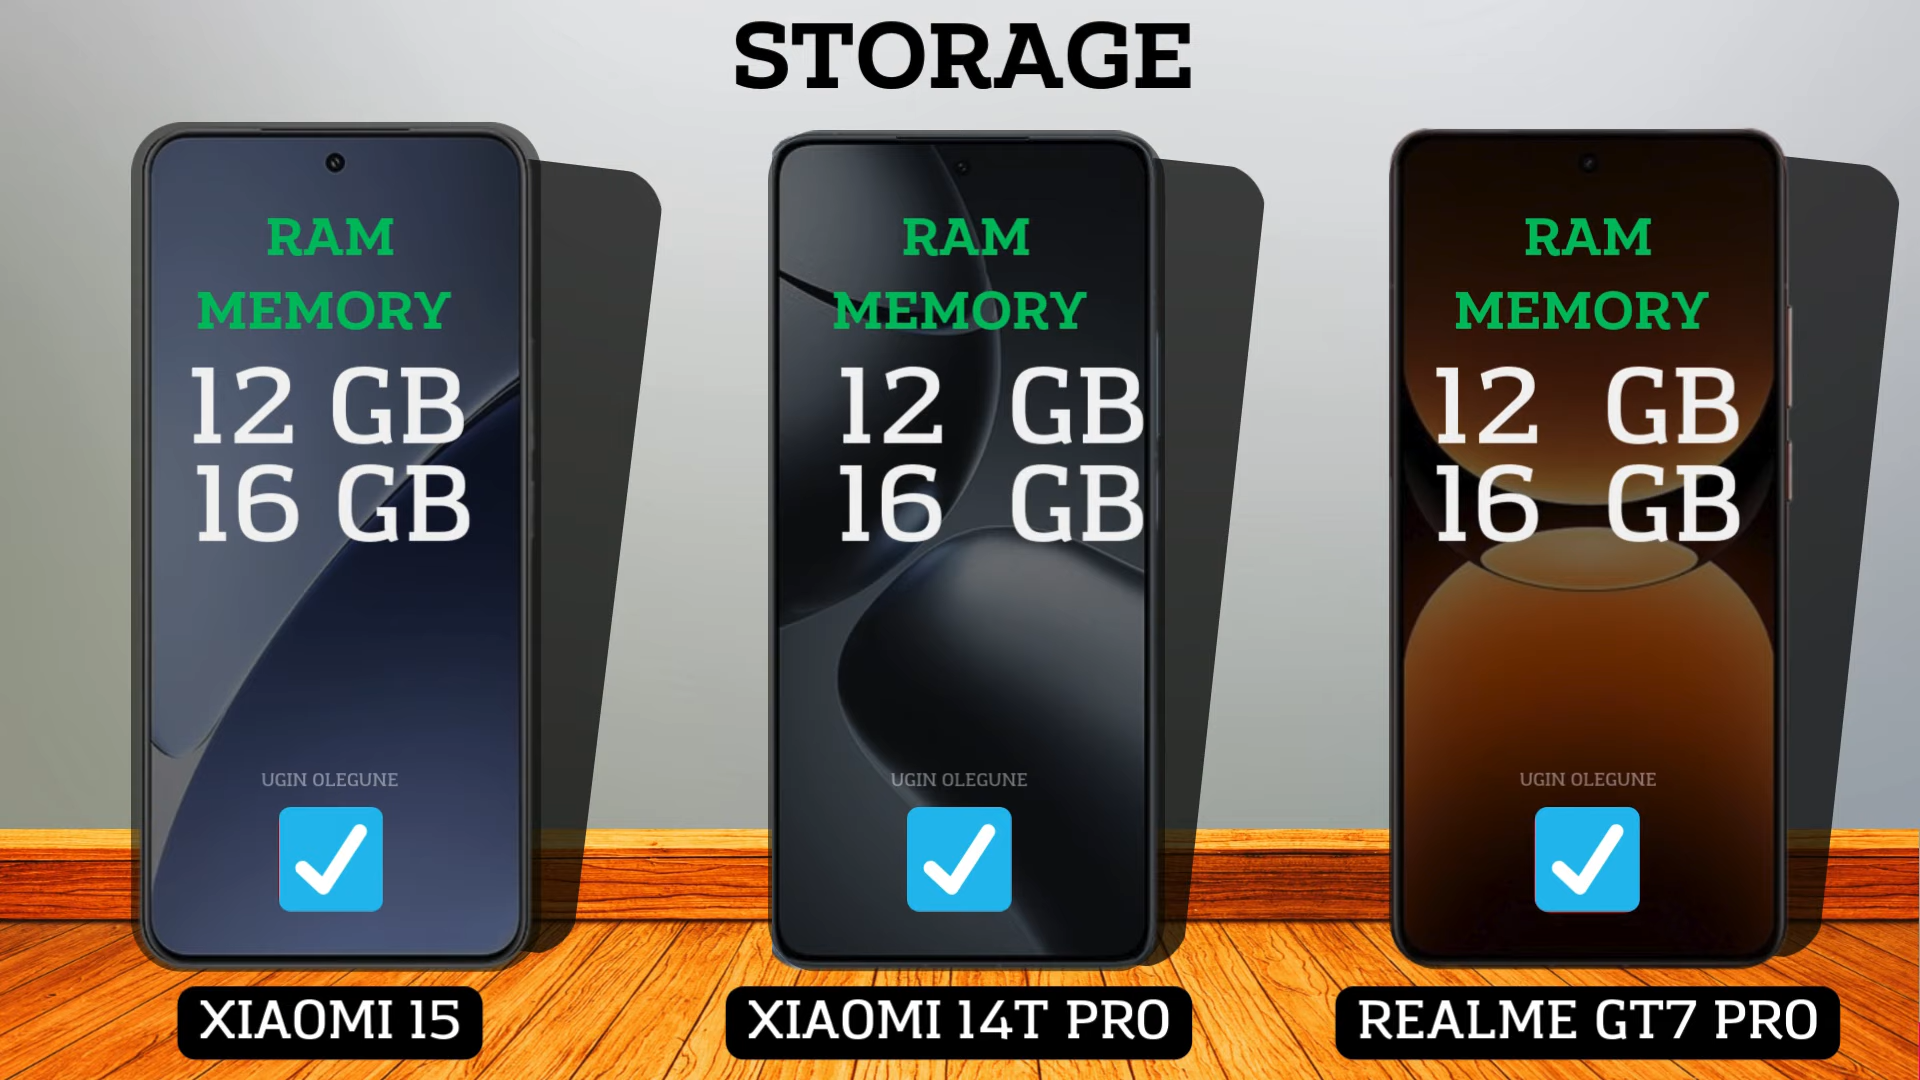 STORAGE
RAM
MEMORY
12 GB
16 GB
UGIN OLEGUNE
XIAOMI 15
RAM
MEMORY
12 GB
16 GB
UGIN OLEGUNE
XIAOMI 14T PRO
RAM
MEMORY
12 GB
16 GB
UGIN OLEGUNE
REALME GT7 PRO